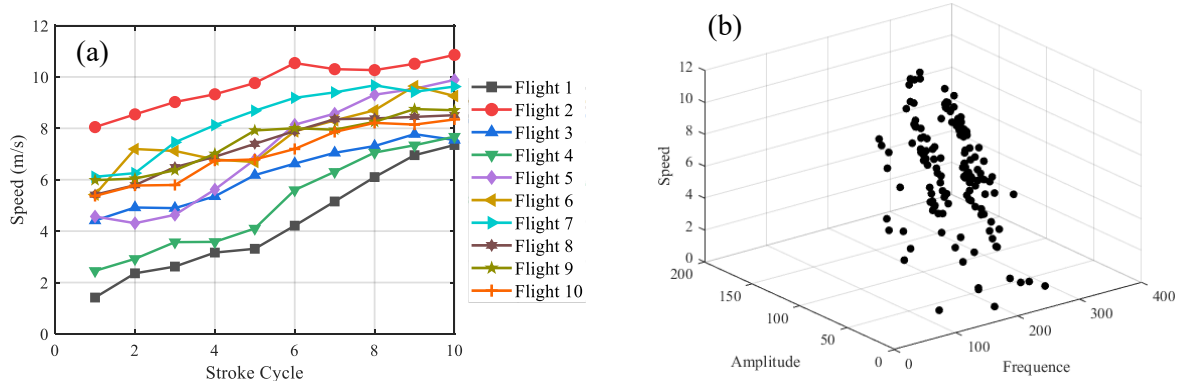 (a)
12
10
8
6
4
2
0
Speed (m/s)
0 2 4 6 8 10
Stroke Cycle
Flight 1
Flight 2
Flight 3
Flight 4
Flight 5
Flight 6
Flight 7
Flight 8
Flight 9
Flight 10
(b)
12
10
8
6
4
2
0
Speed
200
150
100
50
0
Amplitude
0
100
200
300
400
Frequence